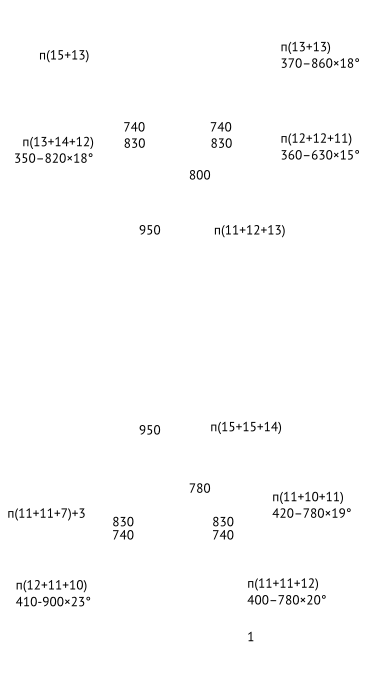 п(15+13)
п(13+13)
370–860×18°
740 740
п(13+14+12) 830 830 п(12+12+11)
350–820×18° 360–630×15°
800
950 п(11+12+13)
950 п(15+15+14)
780
п(11+10+11)
п(11+11+7)+3 420–780×19°
830 830
740 740
п(12+11+10) п(11+11+12)
410-900×23° 400–780×20°
1